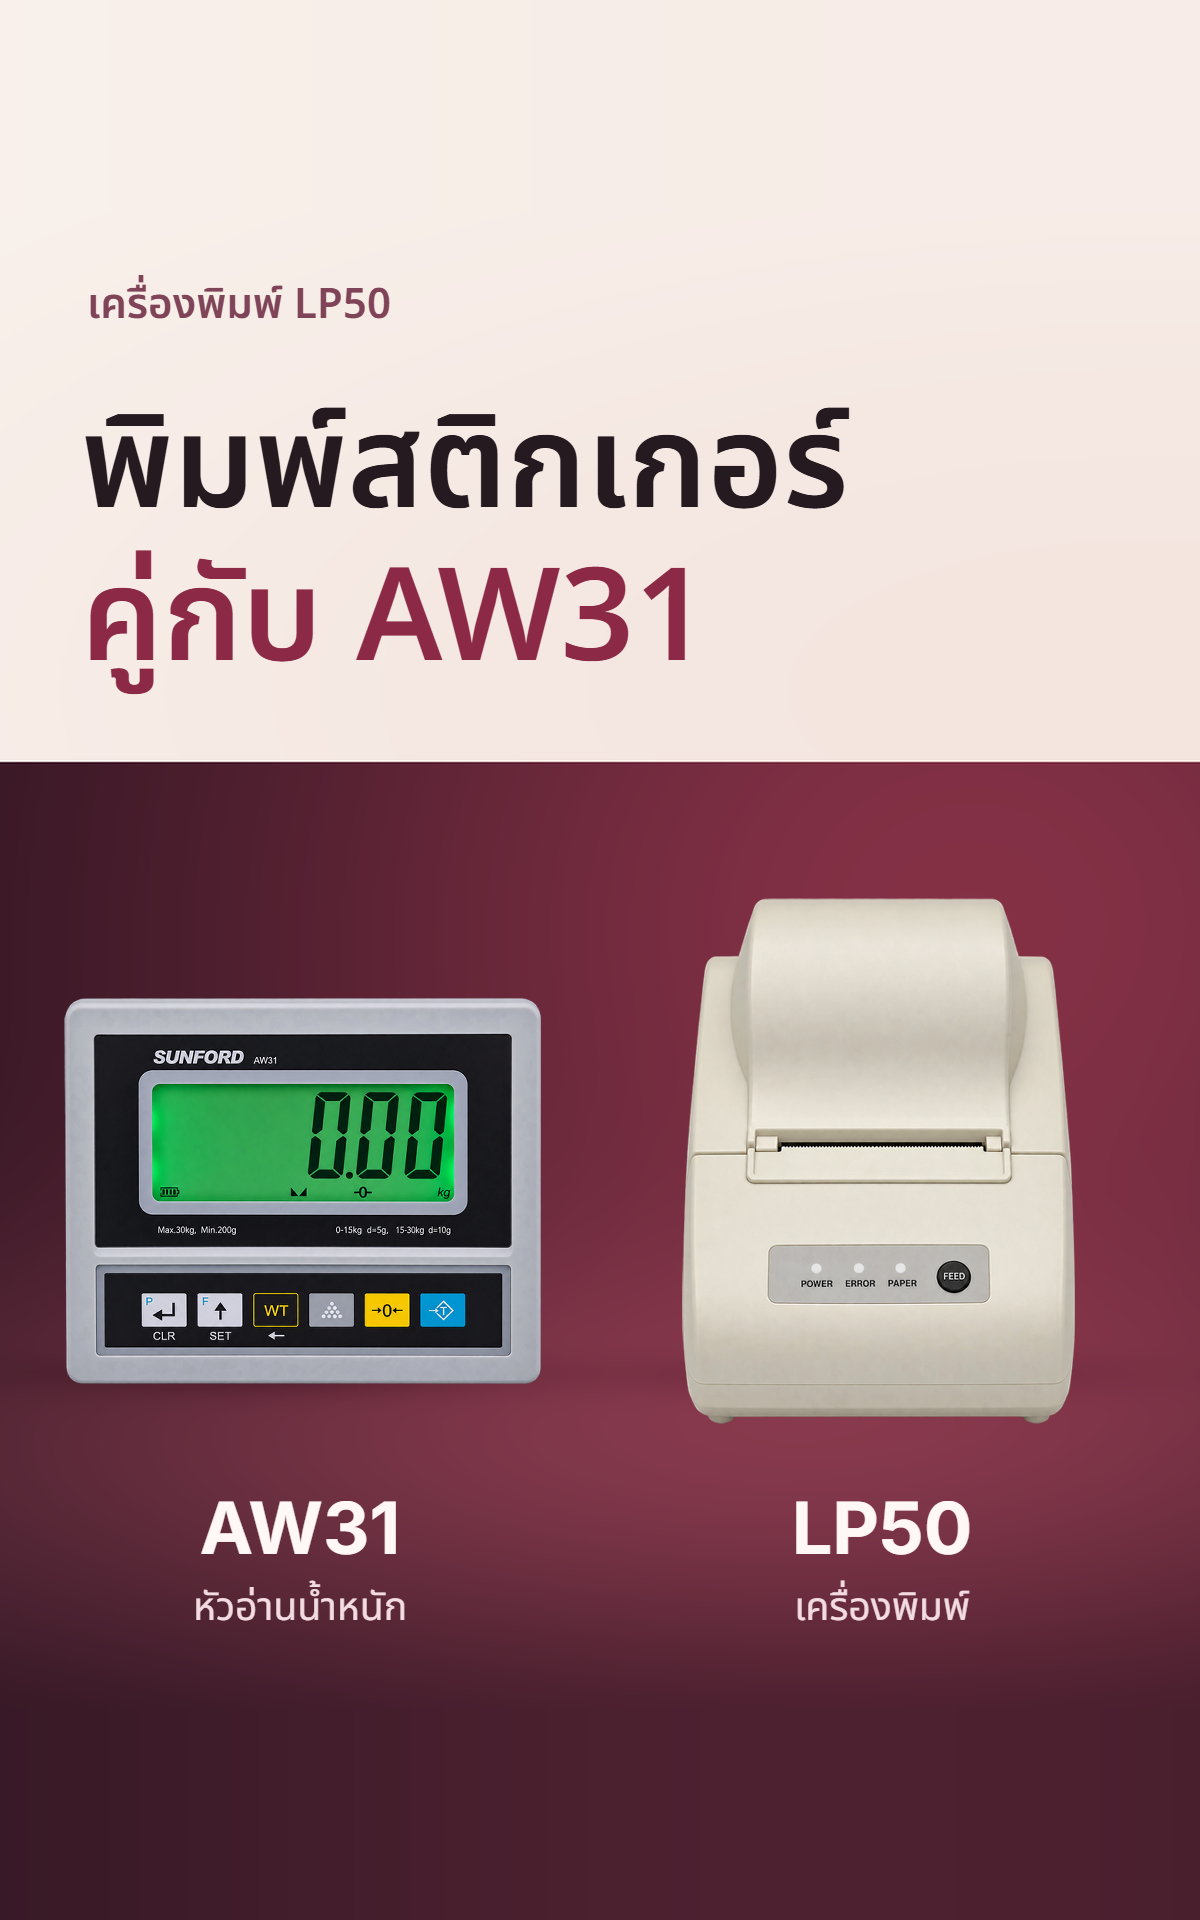 เครื่องพิมพ์ LP50
พิมพ์สติกเกอร์
คู่กับ AW31
SUNFORD AW31
0.00
kg
Max.30kg, Min.200g 0-15kg d=5g, 15-30kg d=10g
P F WT →0← T
CLR SET
POWER ERROR PAPER FEED
AW31
หัวอ่านน้ำหนัก
LP50
เครื่องพิมพ์